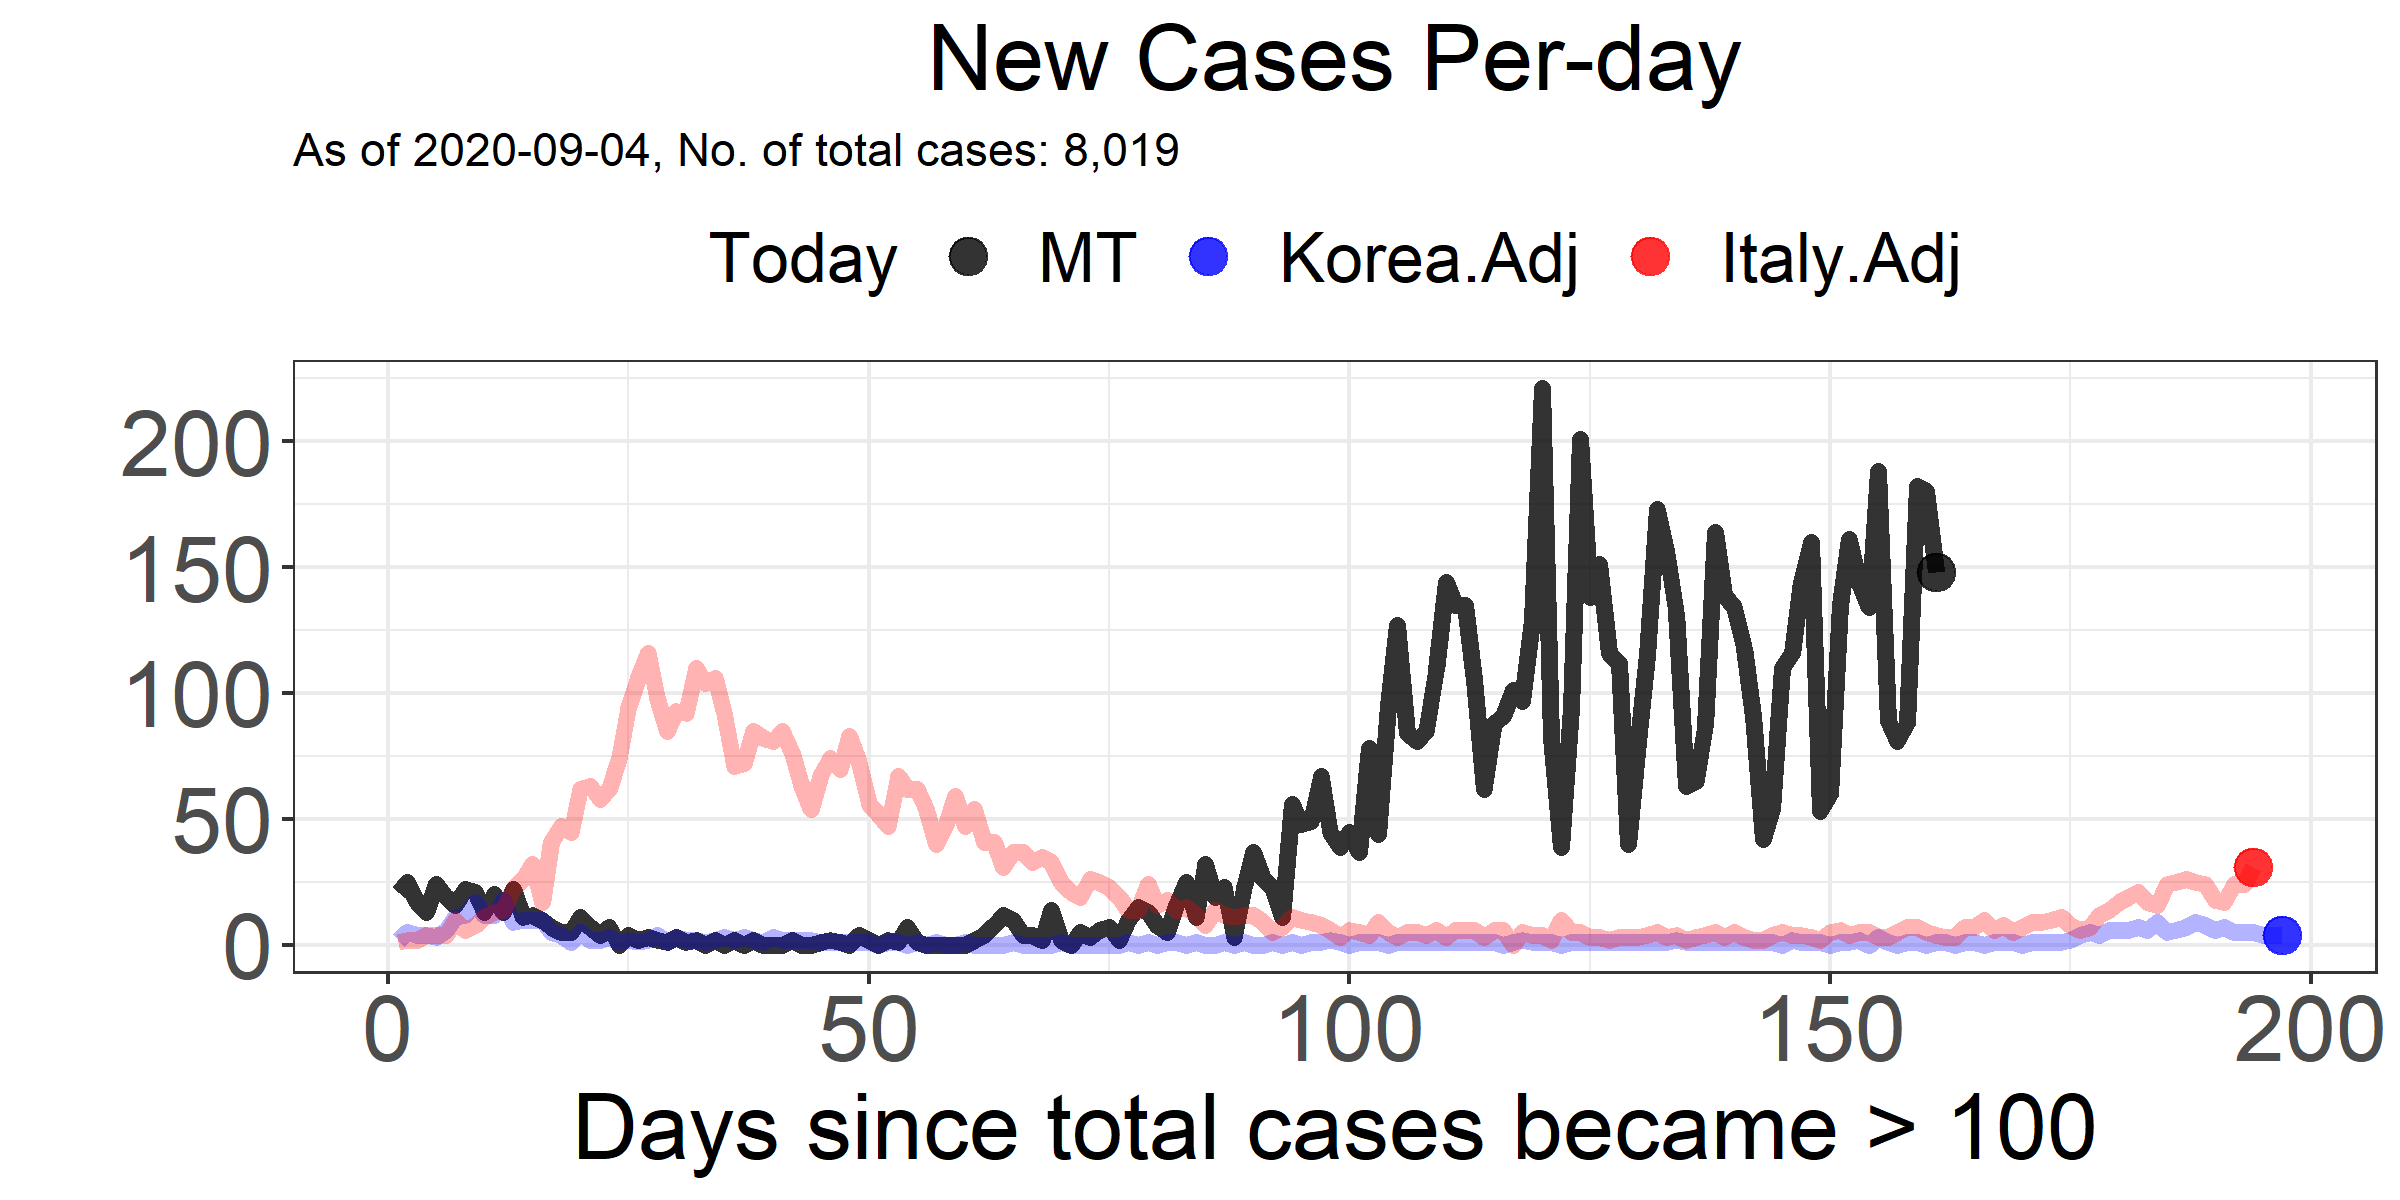 New Cases Per-day
As of 2020-09-04, No. of total cases: 8,019
Today MT Korea.Adj Italy.Adj
200
150
100
50
0
0 50 100 150 200
Days since total cases became > 100